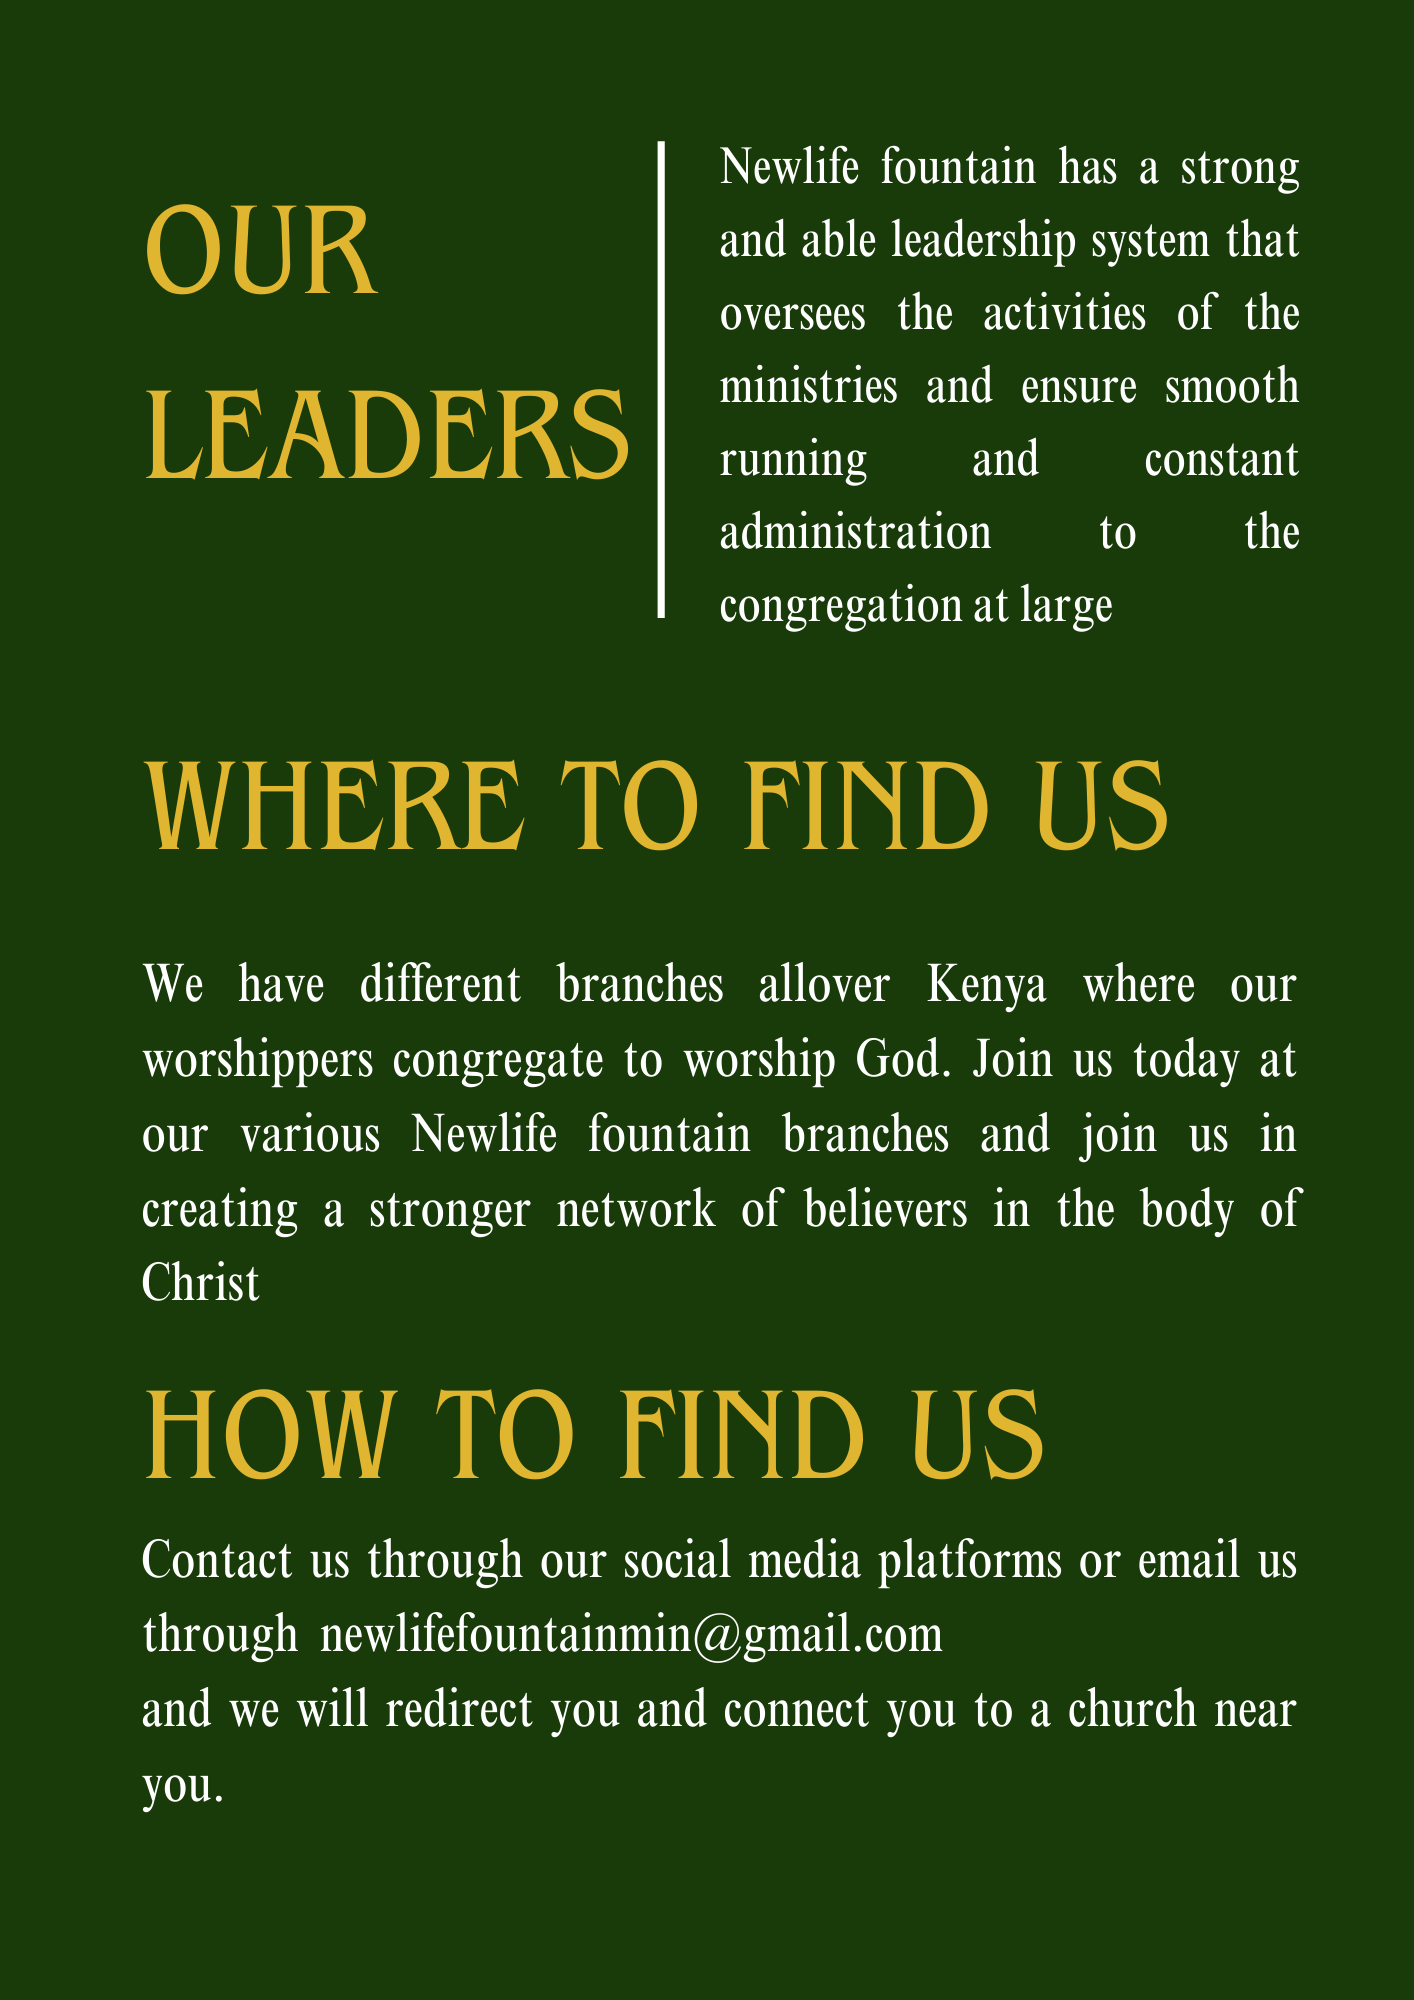 OUR
LEADERS
Newlife fountain has a strong
and able leadership system that
oversees the activities of the
ministries and ensure smooth
running and constant
administration to the
congregation at large
WHERE TO FIND US
We have different branches allover Kenya where our
worshippers congregate to worship God. Join us today at
our various Newlife fountain branches and join us in
creating a stronger network of believers in the body of
Christ
HOW TO FIND US
Contact us through our social media platforms or email us
through newlifefountainmin@gmail.com
and we will redirect you and connect you to a church near
you.